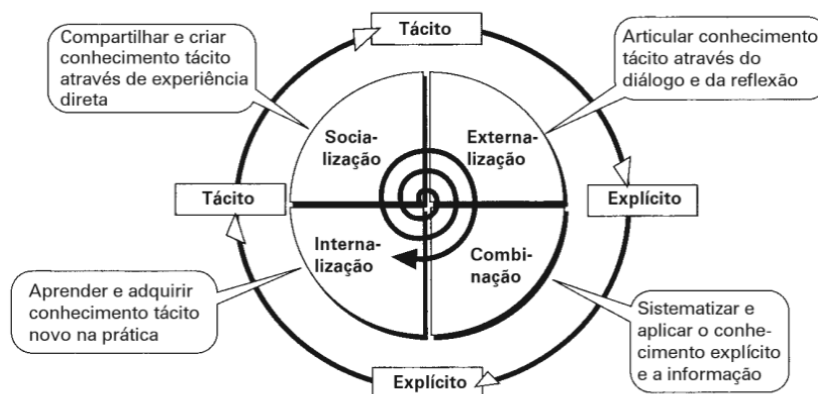 Tácito
Compartilhar e criar
conhecimento tácito
através de experiência
direta
Articular conhecimento
tácito através do
diálogo e da reflexão
Socia-
lização
Externa-
lização
Tácito
Explícito
Interna-
lização
Combi-
nação
Aprender e adquirir
conhecimento tácito
novo na prática
Sistematizar e
aplicar o conhe-
cimento explícito
e a informação
Explícito